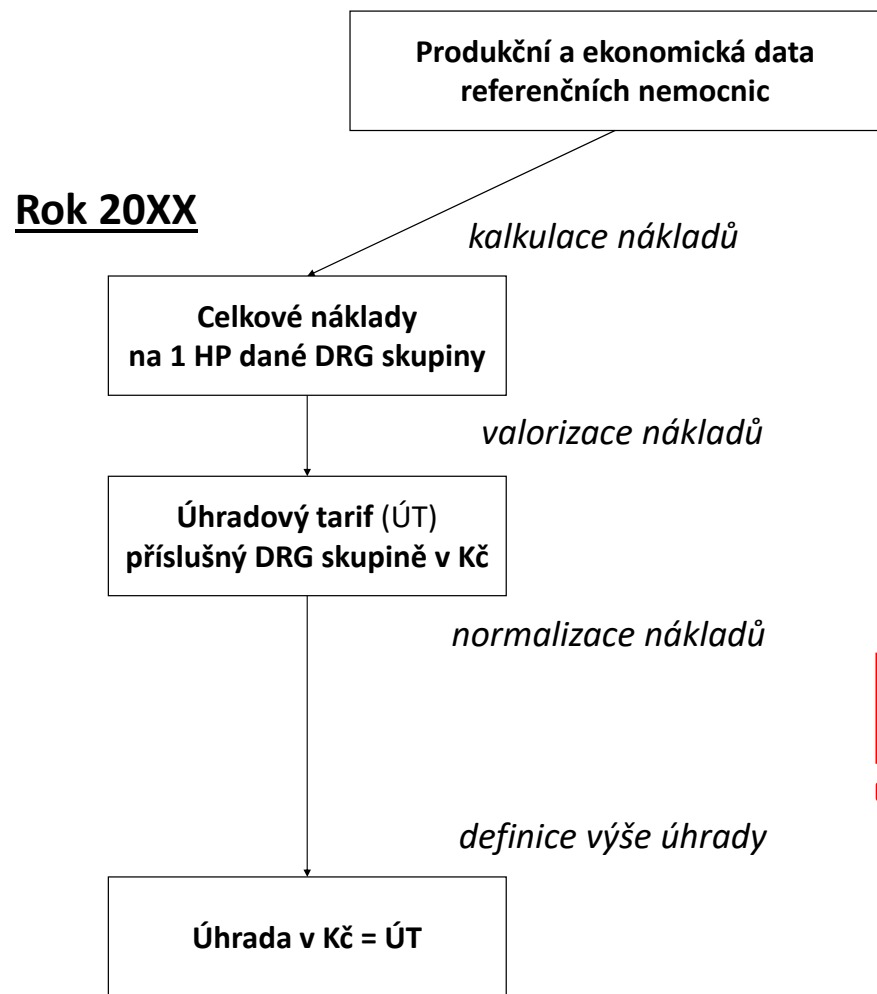 Produkční a ekonomická data
referenčních nemocnic
Rok 20XX
kalkulace nákladů
Celkové náklady
na 1 HP dané DRG skupiny
valorizace nákladů
Úhradový tarif (ÚT)
příslušný DRG skupině v Kč
normalizace nákladů
definice výše úhrady
Úhrada v Kč = ÚT